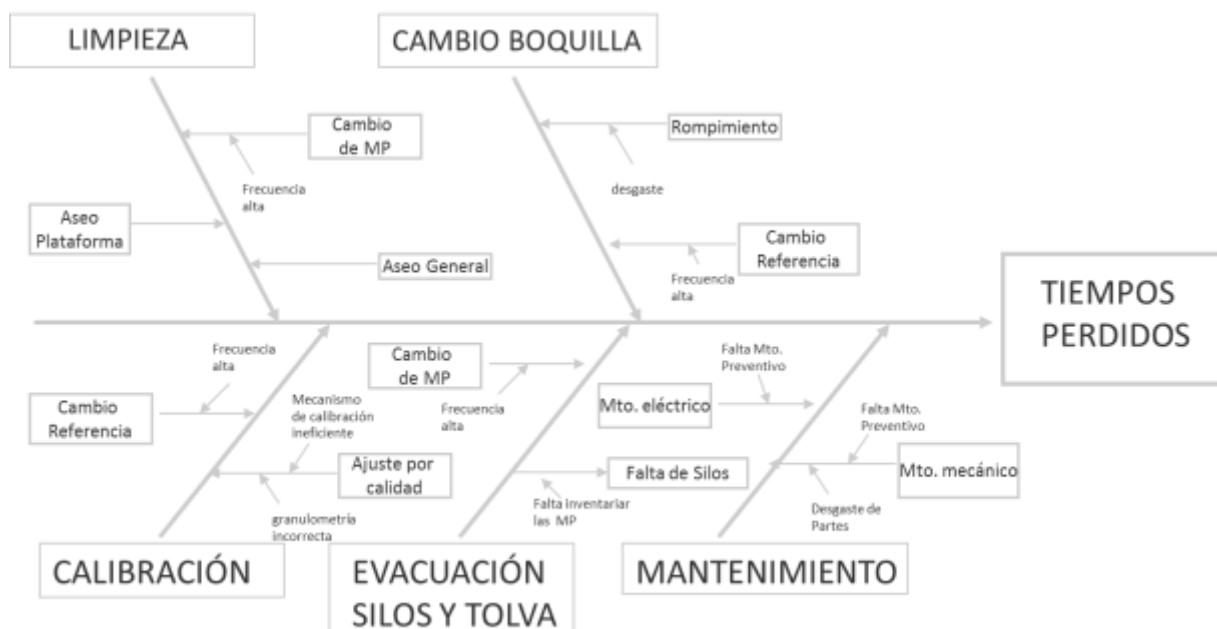 LIMPIEZA
CAMBIO BOQUILLA
Cambio
de MP
Frecuencia
alta
Aseo
Plataforma
Aseo General
Rompimiento
desgaste
Cambio
Referencia
Frecuencia
alta
TIEMPOS
PERDIDOS
Frecuencia
alta
Cambio
Referencia
Mecanismo
de calibración
ineficiente
Ajuste por
calidad
granulometría
incorrecta
Cambio
de MP
Frecuencia
alta
Falta de Silos
Falta inventariar
las MP
Falta Mto.
Preventivo
Mto. eléctrico
Falta Mto.
Preventivo
Mto. mecánico
Desgaste de
Partes
CALIBRACIÓN
EVACUACIÓN
SILOS Y TOLVA
MANTENIMIENTO